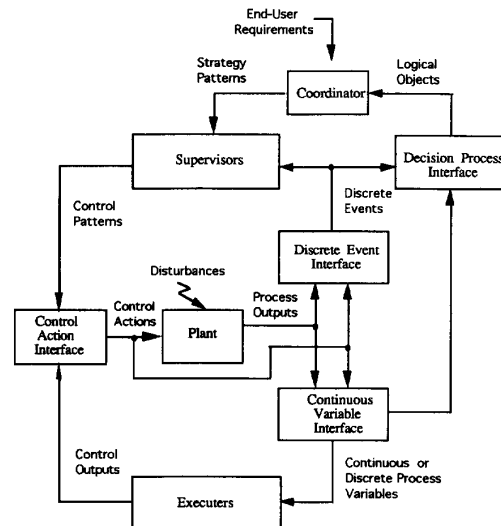 End-User
Requirements
Strategy
Patterns
Logical
Objects
Coordinator
Supervisors
Decision Process
Interface
Control
Patterns
Discrete
Events
Discrete Event
Interface
Disturbances
Control
Actions
Process
Outputs
Control
Action
Interface
Plant
Continuous
Variable
Interface
Control
Outputs
Continuous or
Discrete Process
Variables
Executers